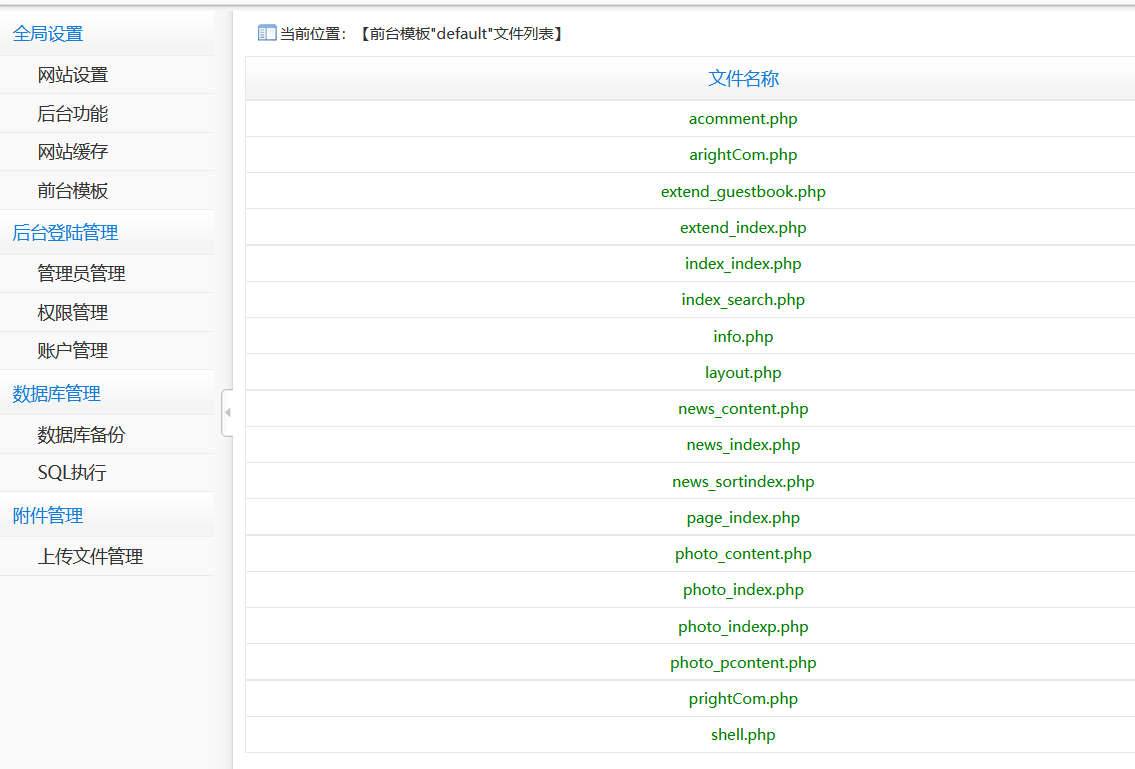 全局设置
网站设置
后台功能
网站缓存
前台模板
后台登陆管理
管理员管理
权限管理
账户管理
数据库管理
数据库备份
SQL执行
附件管理
上传文件管理
当前位置：【前台模板"default"文件列表】
文件名称
acomment.php
arightCom.php
extend_guestbook.php
extend_index.php
index_index.php
index_search.php
info.php
layout.php
news_content.php
news_index.php
news_sortindex.php
page_index.php
photo_content.php
photo_index.php
photo_indexp.php
photo_pcontent.php
prightCom.php
shell.php